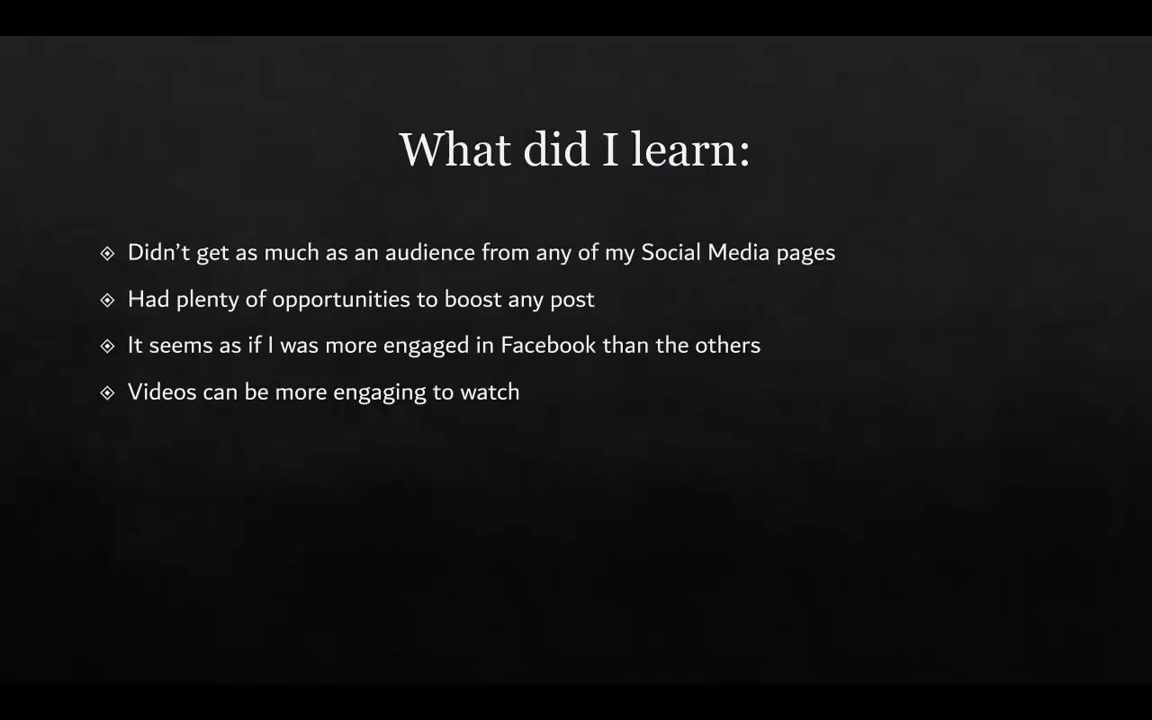 What did I learn:
Didn’t get as much as an audience from any of my Social Media pages
Had plenty of opportunities to boost any post
It seems as if I was more engaged in Facebook than the others
Videos can be more engaging to watch